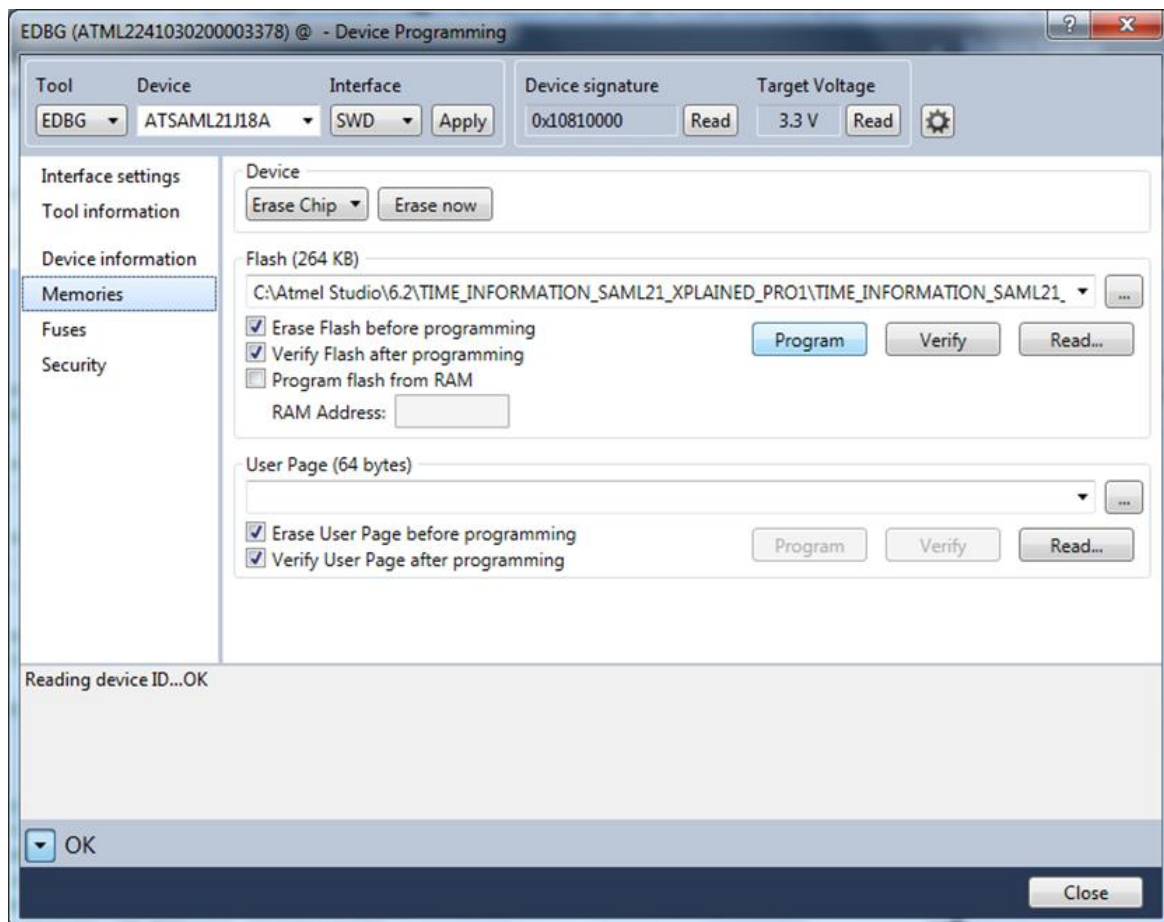 EDBG (ATML2241030200003378) @ - Device Programming
Tool Device Interface Device signature Target Voltage
EDBG ATSAML21J18A SWD Apply 0x10810000 Read 3.3 V Read
Interface settings
Tool information
Device information
Memories
Fuses
Security
Device
Erase Chip Erase now
Flash (264 KB)
C:\Atmel Studio\6.2\TIME_INFORMATION_SAML21_XPLAINED_PRO1\TIME_INFORMATION_SAML21_ ...
Erase Flash before programming
Verify Flash after programming
Program flash from RAM
RAM Address:
Program Verify Read...
User Page (64 bytes)
...
Erase User Page before programming
Verify User Page after programming
Program Verify Read...
Reading device ID...OK
OK
Close